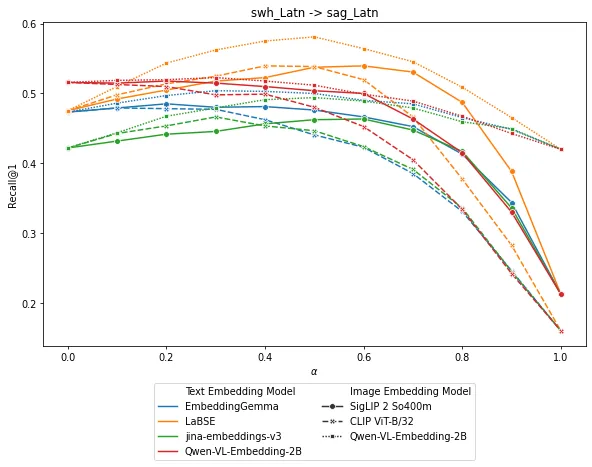 swh_Latn -> sag_Latn
0.6
0.5
0.4
0.3
0.2
Recall@1
0.0
0.2
0.4
0.6
0.8
1.0
α
Text Embedding Model
EmbeddingGemma
LaBSE
jina-embeddings-v3
Qwen-VL-Embedding-2B
Image Embedding Model
SigLIP 2 So400m
CLIP ViT-B/32
Qwen-VL-Embedding-2B